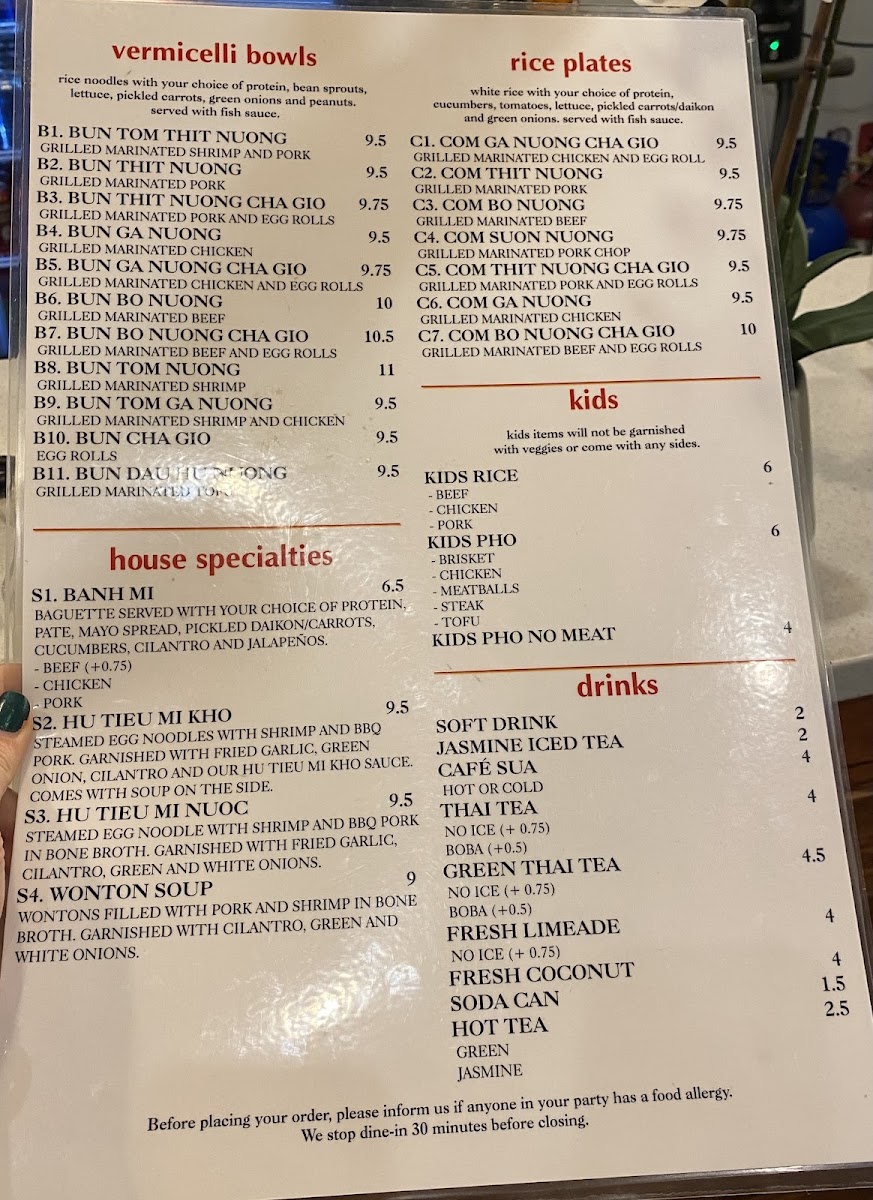 vermicelli bowls
rice noodles with your choice of protein, bean sprouts,
lettuce, pickled carrots, green onions and peanuts.
served with fish sauce.
B1. BUN TOM THIT NUONG 9.5
GRILLED MARINATED SHRIMP AND PORK
B2. BUN THIT NUONG 9.5
GRILLED MARINATED PORK
B3. BUN THIT NUONG CHA GIO 9.75
GRILLED MARINATED PORK AND EGG ROLLS
B4. BUN GA NUONG 9.5
GRILLED MARINATED CHICKEN
B5. BUN GA NUONG CHA GIO 9.75
GRILLED MARINATED CHICKEN AND EGG ROLLS
B6. BUN BO NUONG 10
GRILLED MARINATED BEEF
B7. BUN BO NUONG CHA GIO 10.5
GRILLED MARINATED BEEF AND EGG ROLLS
B8. BUN TOM NUONG 11
GRILLED MARINATED SHRIMP
B9. BUN TOM GA NUONG 9.5
GRILLED MARINATED SHRIMP AND CHICKEN
B10. BUN CHA GIO 9.5
EGG ROLLS
B11. BUN DAU HU NUONG 9.5
GRILLED MARINATED TOFU
house specialties
S1. BANH MI 6.5
BAGUETTE SERVED WITH YOUR CHOICE OF PROTEIN,
PATE, MAYO SPREAD, PICKLED DAIKON/CARROTS,
CUCUMBERS, CILANTRO AND JALAPEÑOS.
- BEEF (+0.75)
- CHICKEN
- PORK
S2. HU TIEU MI KHO 9.5
STEAMED EGG NOODLES WITH SHRIMP AND BBQ
PORK. GARNISHED WITH FRIED GARLIC, GREEN
ONION, CILANTRO AND OUR HU TIEU MI KHO SAUCE.
COMES WITH SOUP ON THE SIDE.
S3. HU TIEU MI NUOC 9.5
STEAMED EGG NOODLE WITH SHRIMP AND BBQ PORK
IN BONE BROTH. GARNISHED WITH FRIED GARLIC,
CILANTRO, GREEN AND WHITE ONIONS.
S4. WONTON SOUP 9
WONTONS FILLED WITH PORK AND SHRIMP IN BONE
BROTH. GARNISHED WITH CILANTRO, GREEN AND
WHITE ONIONS.
rice plates
white rice with your choice of protein,
cucumbers, tomatoes, lettuce, pickled carrots/daikon
and green onions. served with fish sauce.
C1. COM GA NUONG CHA GIO 9.5
GRILLED MARINATED CHICKEN AND EGG ROLL
C2. COM THIT NUONG 9.5
GRILLED MARINATED PORK
C3. COM BO NUONG 9.75
GRILLED MARINATED BEEF
C4. COM SUON NUONG 9.75
GRILLED MARINATED PORK CHOP
C5. COM THIT NUONG CHA GIO 9.5
GRILLED MARINATED PORK AND EGG ROLLS
C6. COM GA NUONG 9.5
GRILLED MARINATED CHICKEN
C7. COM BO NUONG CHA GIO 10
GRILLED MARINATED BEEF AND EGG ROLLS
kids
kids items will not be garnished
with veggies or come with any sides.
KIDS RICE 6
- BEEF
- CHICKEN
- PORK
KIDS PHO 6
- BRISKET
- CHICKEN
- MEATBALLS
- STEAK
- TOFU
KIDS PHO NO MEAT 4
drinks
SOFT DRINK 2
JASMINE ICED TEA 2
CAFÉ SUA 4
HOT OR COLD
THAI TEA 4
NO ICE (+ 0.75)
BOBA (+0.5)
GREEN THAI TEA 4.5
NO ICE (+ 0.75)
BOBA (+0.5)
FRESH LIMEADE 4
NO ICE (+ 0.75)
FRESH COCONUT 4
SODA CAN 1.5
HOT TEA 2.5
GREEN
JASMINE
Before placing your order, please inform us if anyone in your party has a food allergy.
We stop dine-in 30 minutes before closing.